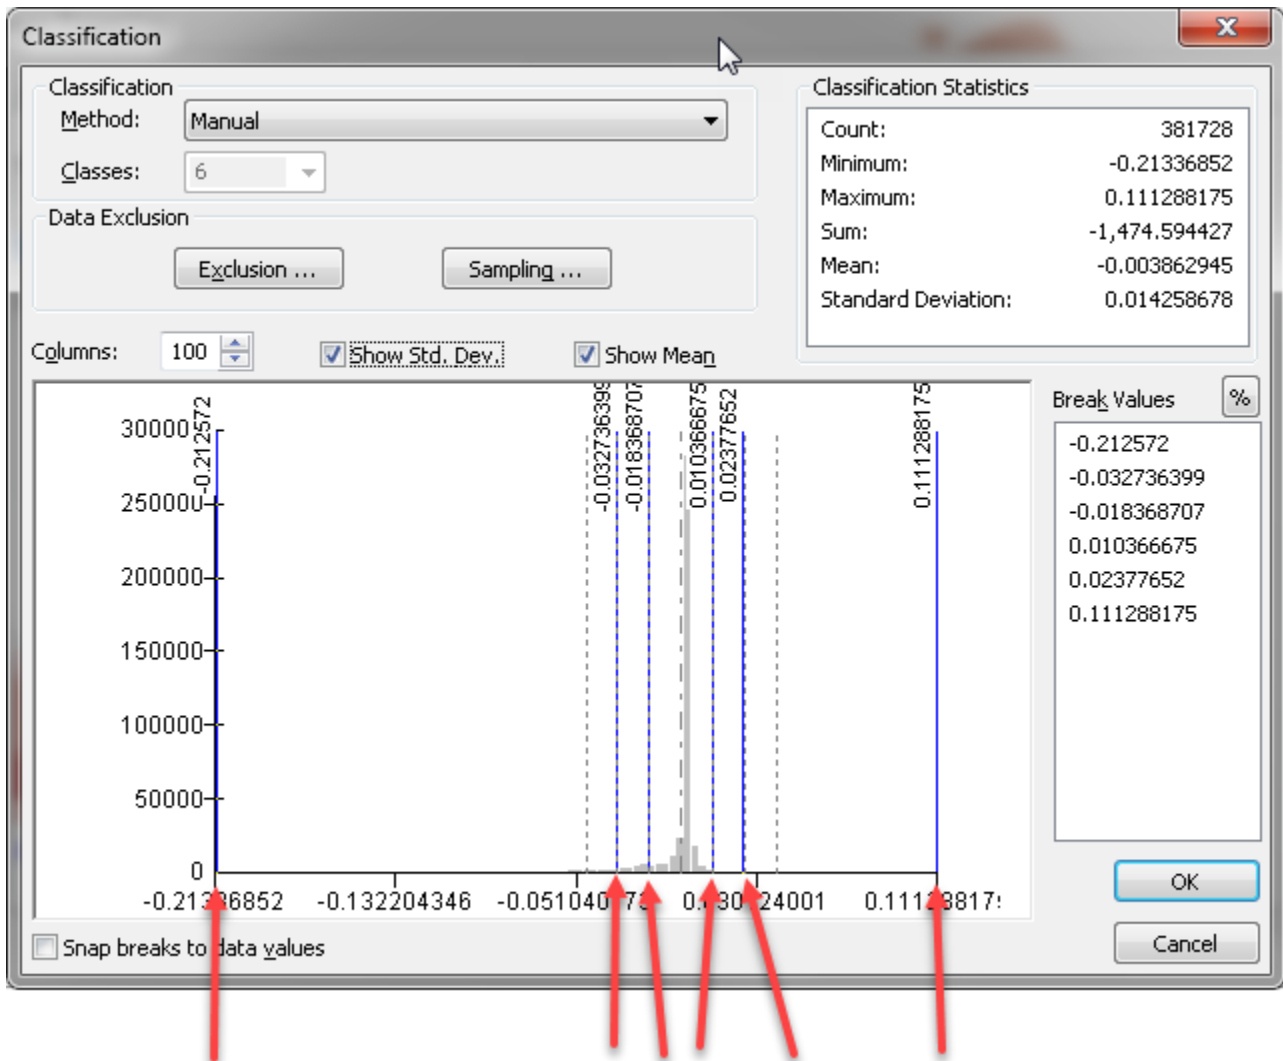 Classification
Classification
Method: Manual
Classes: 6
Data Exclusion
Exclusion ...
Sampling ...
Classification Statistics
Count: 381728
Minimum: -0.21336852
Maximum: 0.111288175
Sum: -1,474.594427
Mean: -0.003862945
Standard Deviation: 0.014258678
Columns: 100 Show Std. Dev. Show Mean
-0.212572
-0.032736399
-0.018368707
0.010366675
0.02377652
0.111288175
300000
250000
200000
150000
100000
50000
0
-0.132204346
Break Values %
-0.212572
-0.032736399
-0.018368707
0.010366675
0.02377652
0.111288175
OK
Cancel
Snap breaks to data values